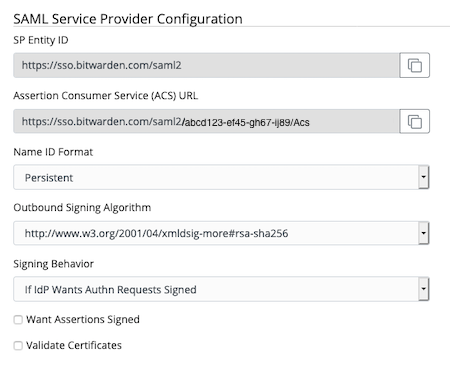 SAML Service Provider Configuration
SP Entity ID
https://sso.bitwarden.com/saml2
Assertion Consumer Service (ACS) URL
https://sso.bitwarden.com/saml2/abcd123-ef45-gh67-ij89/Acs
Name ID Format
Persistent
Outbound Signing Algorithm
http://www.w3.org/2001/04/xmldsig-more#rsa-sha256
Signing Behavior
If IdP Wants Authn Requests Signed
Want Assertions Signed
Validate Certificates